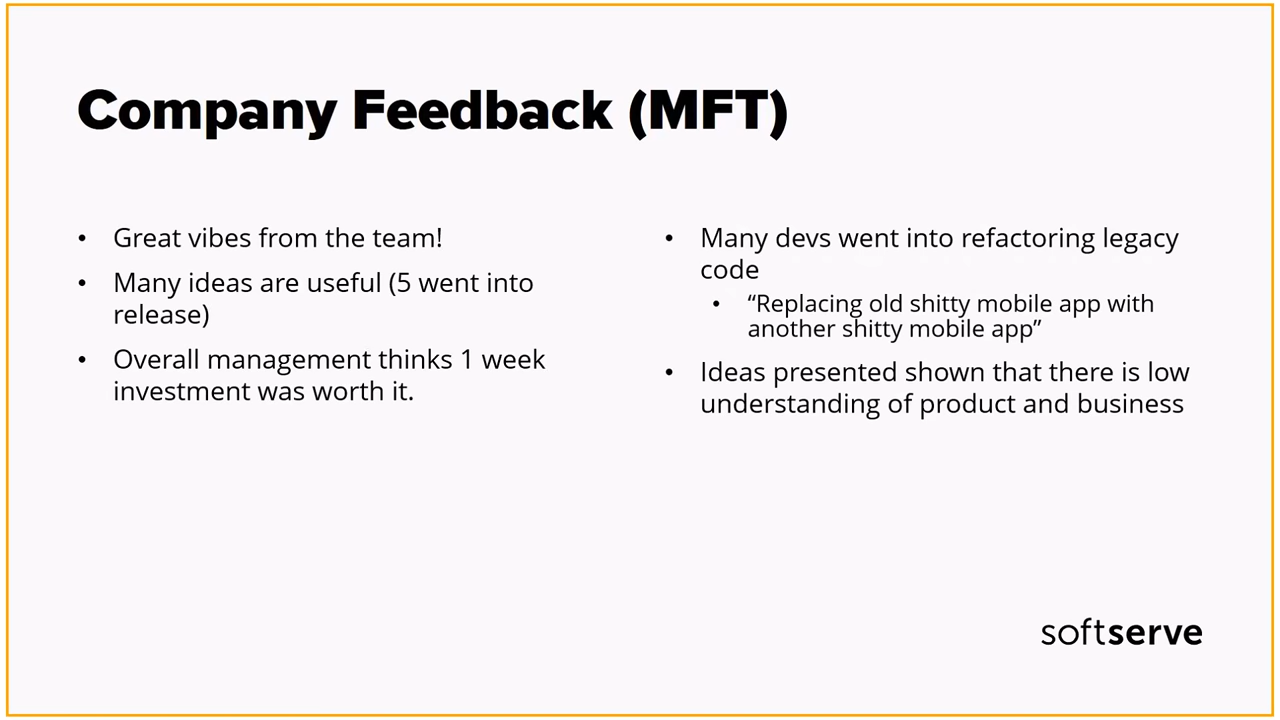 Company Feedback (MFT)
• Great vibes from the team!
• Many ideas are useful (5 went into
release)
• Overall management thinks 1 week
investment was worth it.
• Many devs went into refactoring legacy
code
• “Replacing old shitty mobile app with
another shitty mobile app”
• Ideas presented shown that there is low
understanding of product and business
softserve